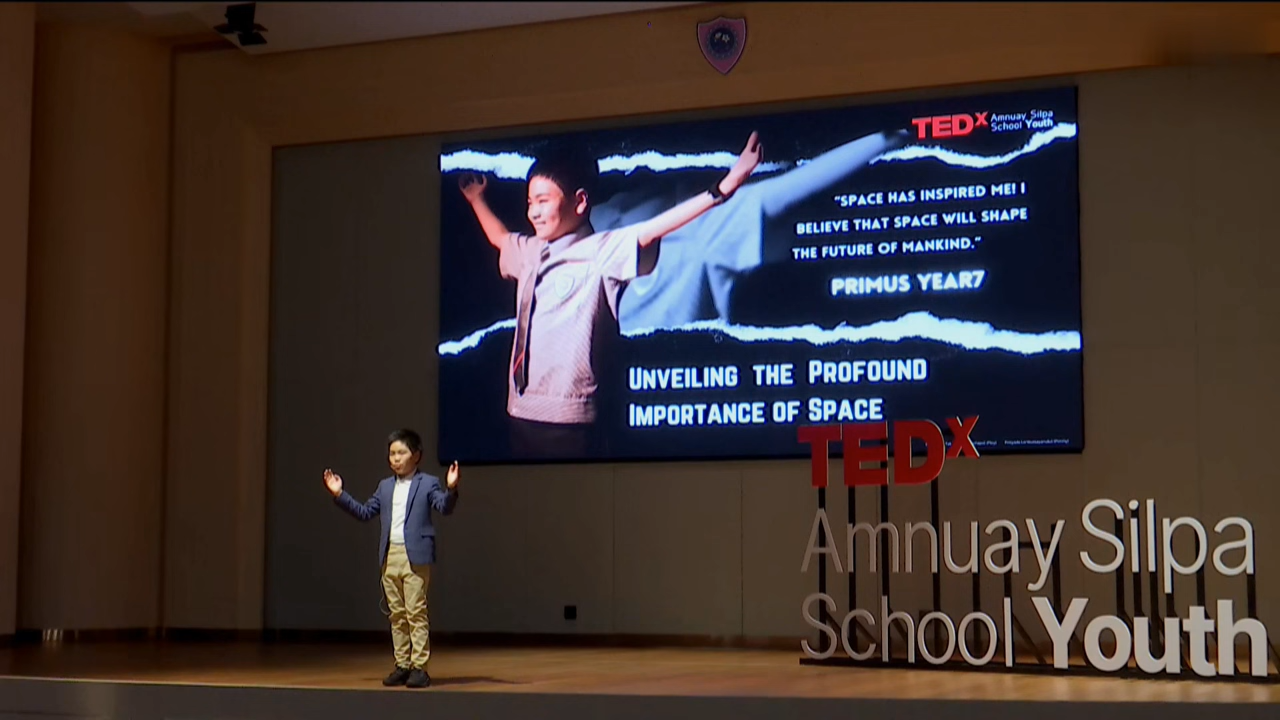 TEDx Amnuay Silpa
School Youth
"SPACE HAS INSPIRED ME! I
BELIEVE THAT SPACE WILL SHAPE
THE FUTURE OF MANKIND."
PRIMUS YEAR7
UNVEILING THE PROFOUND
IMPORTANCE OF SPACE
TEDx
Amnuay Silpa
School Youth